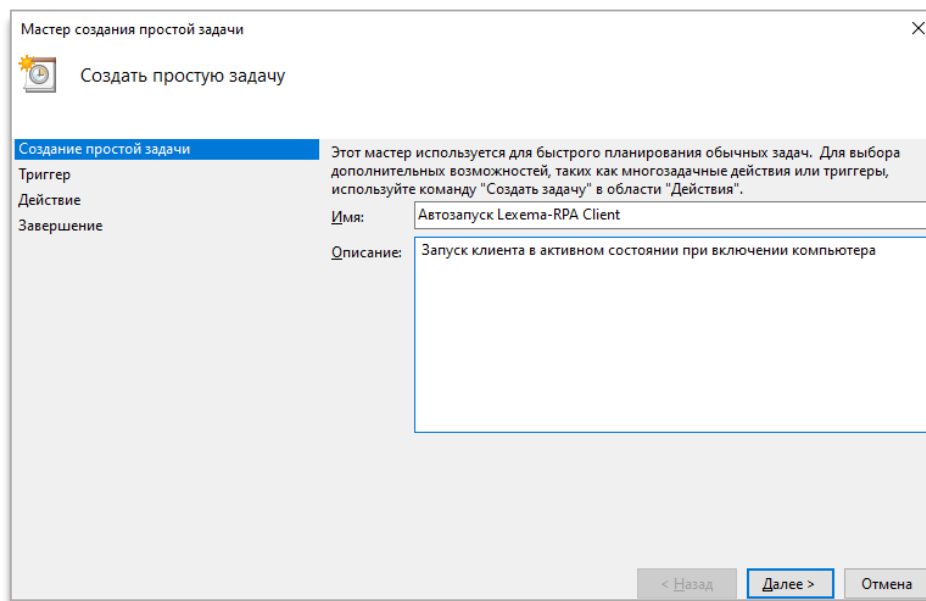 Мастер создания простой задачи
Создать простую задачу
Создание простой задачи
Триггер
Действие
Завершение
Этот мастер используется для быстрого планирования обычных задач. Для выбора
дополнительных возможностей, таких как многозадачные действия или триггеры,
используйте команду "Создать задачу" в области "Действия".
Имя: Автозапуск Lexema-RPA Client
Описание: Запуск клиента в активном состоянии при включении компьютера
< Назад Далее > Отмена